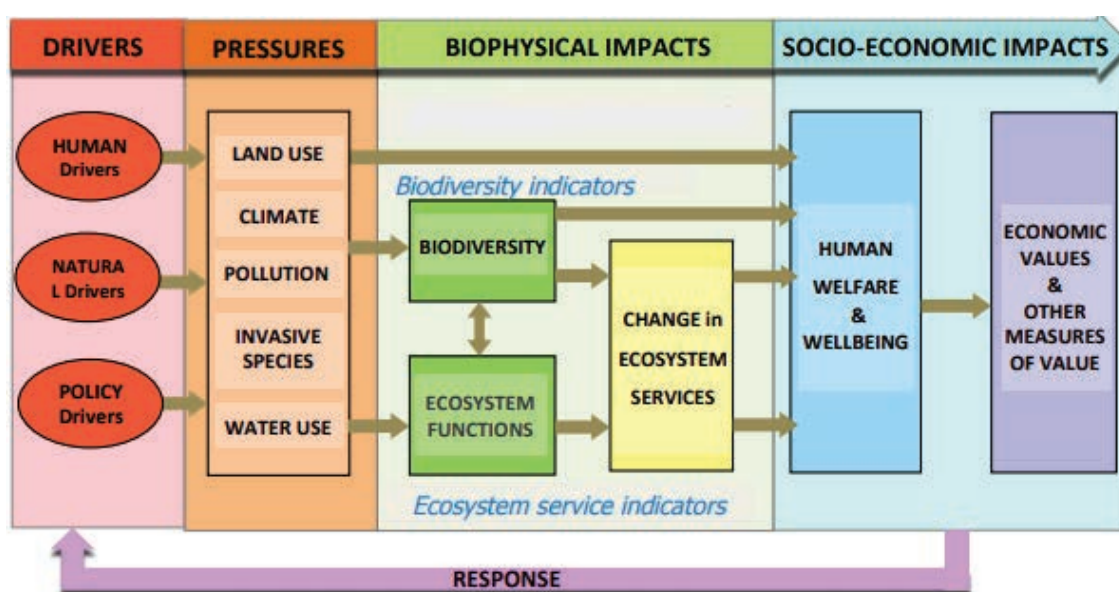 DRIVERS
PRESSURES
BIOPHYSICAL IMPACTS
SOCIO-ECONOMIC IMPACTS
HUMAN
Drivers
NATURA
L Drivers
POLICY
Drivers
LAND USE
CLIMATE
POLLUTION
INVASIVE
SPECIES
WATER USE
Biodiversity indicators
BIODIVERSITY
ECOSYSTEM
FUNCTIONS
CHANGE in
ECOSYSTEM
SERVICES
Ecosystem service indicators
HUMAN
WELFARE
&
WELLBEING
ECONOMIC
VALUES
&
OTHER
MEASURES
OF VALUE
RESPONSE